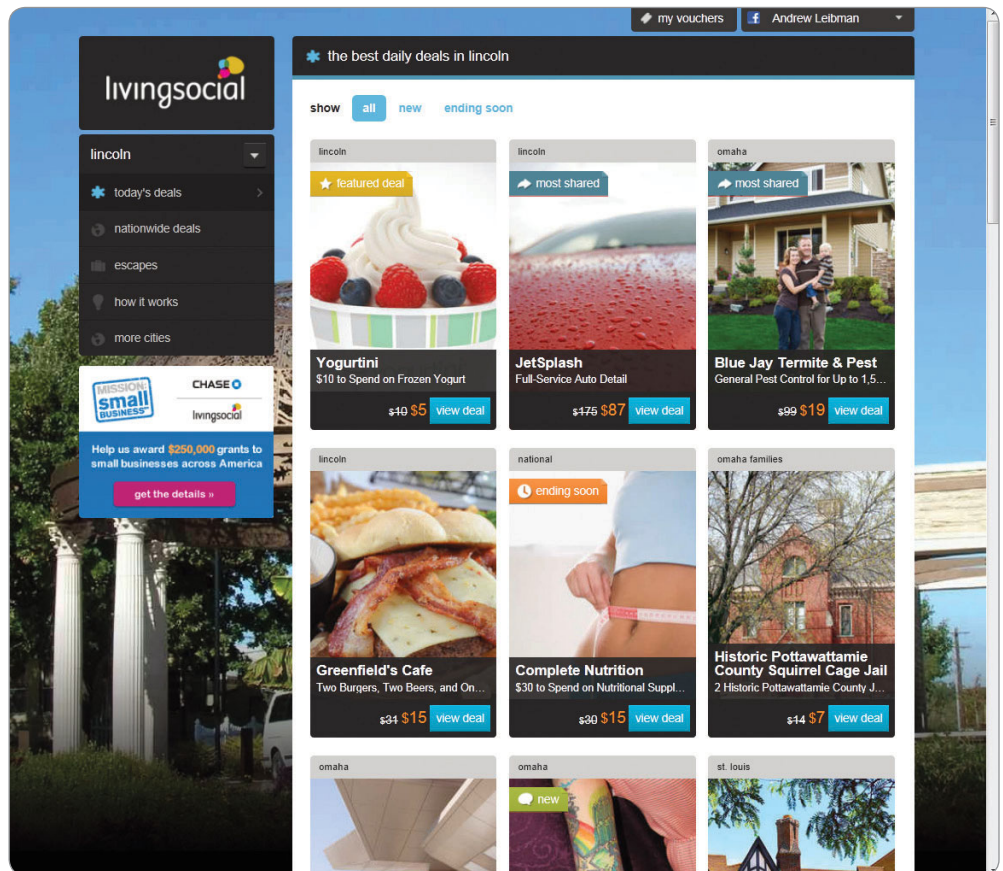 my vouchers
Andrew Leibman
livingsocial
lincoln
today's deals
nationwide deals
escapes
how it works
more cities
MISSION:
small
BUSINESS
CHASE
livingsocial
Help us award $250,000 grants to
small businesses across America
get the details »
the best daily deals in lincoln
show all new ending soon
lincoln
featured deal
Yogurtini
$10 to Spend on Frozen Yogurt
$10 $5 view deal
lincoln
most shared
JetSplash
Full-Service Auto Detail
$175 $87 view deal
omaha
most shared
Blue Jay Termite & Pest
General Pest Control for Up to 1,5...
$99 $19 view deal
lincoln
Greenfield's Cafe
Two Burgers, Two Beers, and On...
$31 $15 view deal
national
ending soon
Complete Nutrition
$30 to Spend on Nutritional Suppl...
$30 $15 view deal
omaha families
Historic Pottawattamie
County Squirrel Cage Jail
2 Historic Pottawattamie County J...
$14 $7 view deal
omaha
omaha
new
st. louis